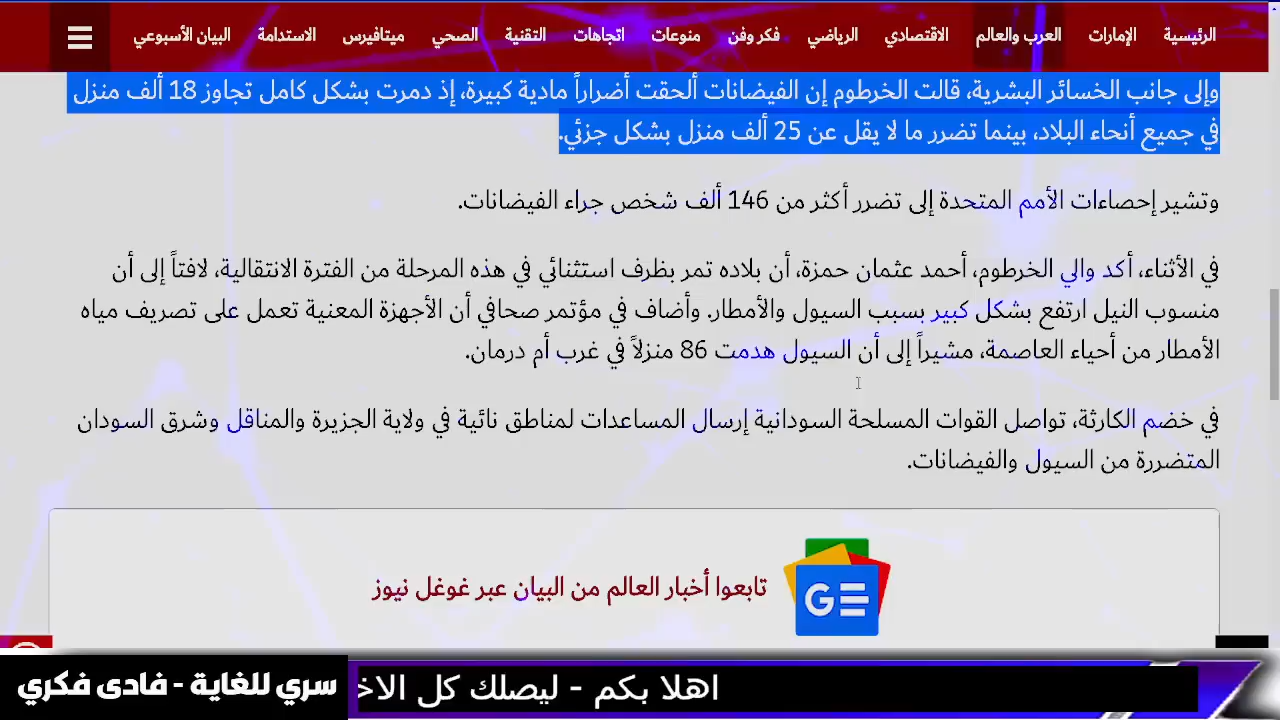 الرئيسية الإمارات العرب والعالم الاقتصادي الرياضي فكر وفن منوعات اتجاهات التقنية الصحي ميتافيرس الاستدامة البيان الأسبوعي
وإلى جانب الخسائر البشرية، قالت الخرطوم إن الفيضانات ألحقت أضراراً مادية كبيرة، إذ دمرت بشكل كامل تجاوز 18 ألف منزل
في جميع أنحاء البلاد، بينما تضرر ما لا يقل عن 25 ألف منزل بشكل جزئي.
وتشير إحصاءات الأمم المتحدة إلى تضرر أكثر من 146 ألف شخص جراء الفيضانات.
في الأثناء، أكد والي الخرطوم، أحمد عثمان حمزة، أن بلاده تمر بظرف استثنائي في هذه المرحلة من الفترة الانتقالية، لافتاً إلى أن
منسوب النيل ارتفع بشكل كبير بسبب السيول والأمطار. وأضاف في مؤتمر صحافي أن الأجهزة المعنية تعمل على تصريف مياه
الأمطار من أحياء العاصمة، مشيراً إلى أن السيول هدمت 86 منزلاً في غرب أم درمان.
في خضم الكارثة، تواصل القوات المسلحة السودانية إرسال المساعدات لمناطق نائية في ولاية الجزيرة والمناقل وشرق السودان
المتضررة من السيول والفيضانات.
تابعوا أخبار العالم من البيان عبر غوغل نيوز
اهلا بكم - ليصلك كل الاخ
سري للغاية - فادى فكري